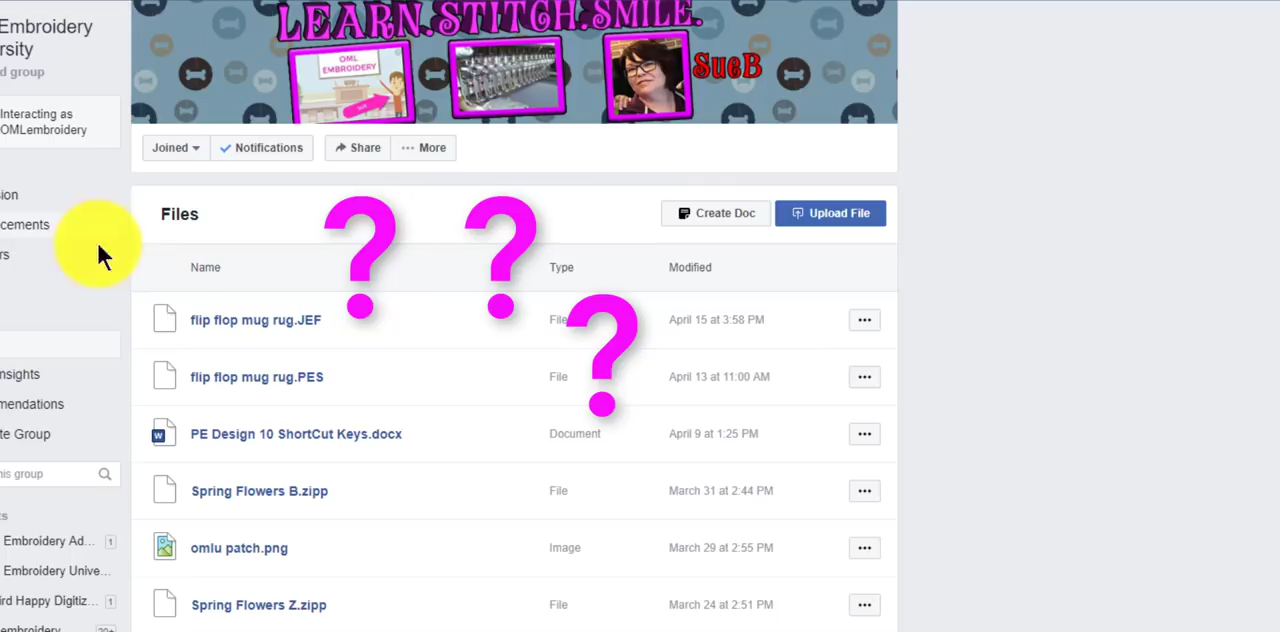 LEARN.STITCH.SMILE.
OML
EMBROIDERY
SueB
Embroidery
rsity
d group
Interacting as
OMLembroidery
Joined
Notifications
Share
More
sion
cements
rs
nsights
mendations
te Group
his group
ts
Embroidery Ad... 1
Embroidery Unive...
ird Happy Digitiz... 1
embroidery 20+
Files
Create Doc
Upload File
Name Type Modified
? ? ?
flip flop mug rug.JEF File April 15 at 3:58 PM
flip flop mug rug.PES File April 13 at 11:00 AM
PE Design 10 ShortCut Keys.docx Document April 9 at 1:25 PM
Spring Flowers B.zipp File March 31 at 2:44 PM
omlu patch.png Image March 29 at 2:55 PM
Spring Flowers Z.zipp File March 24 at 2:51 PM